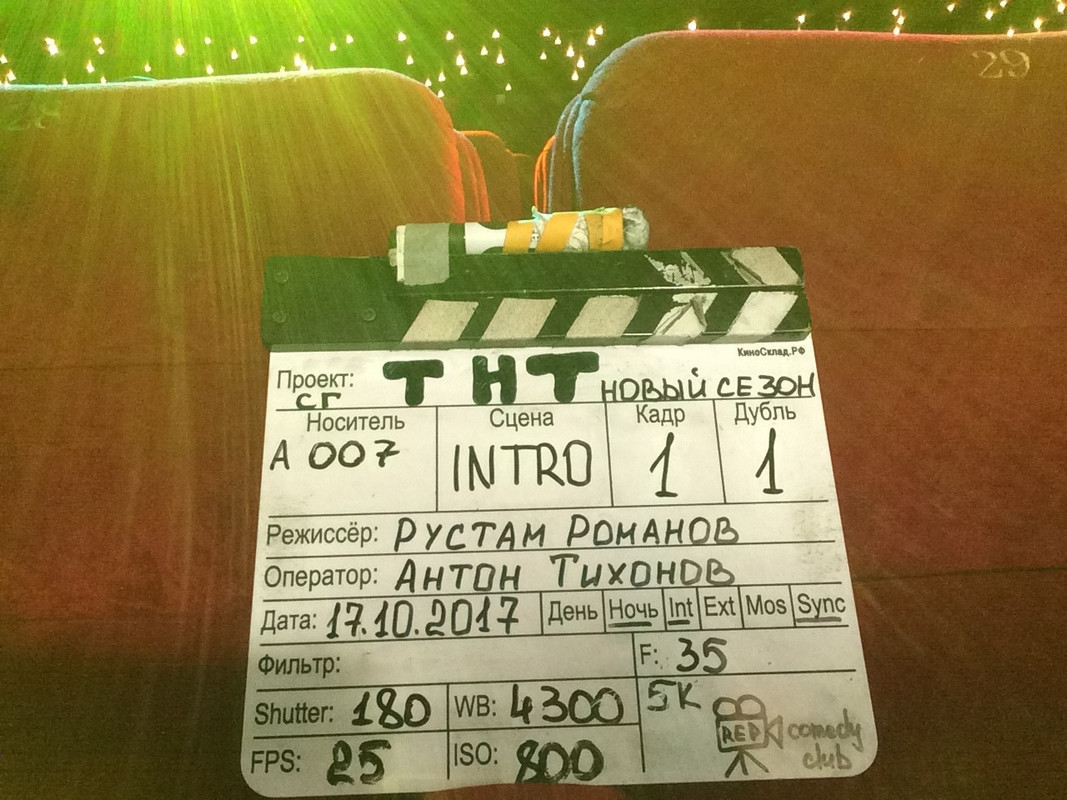 29
КиноСклад.РФ
Проект: СГ ТНТ НОВЫЙ СЕЗОН
Носитель Сцена Кадр Дубль
А 007 INTRO 1 1
Режиссёр: РУСТАМ РОМАНОВ
Оператор: АНТОН ТИХОНОВ
Дата: 17.10.2017 День Ночь Int Ext Mos Sync
Фильтр: F: 35
Shutter: 180 WB: 4300 5K
FPS: 25 ISO: 800 RED comedy club